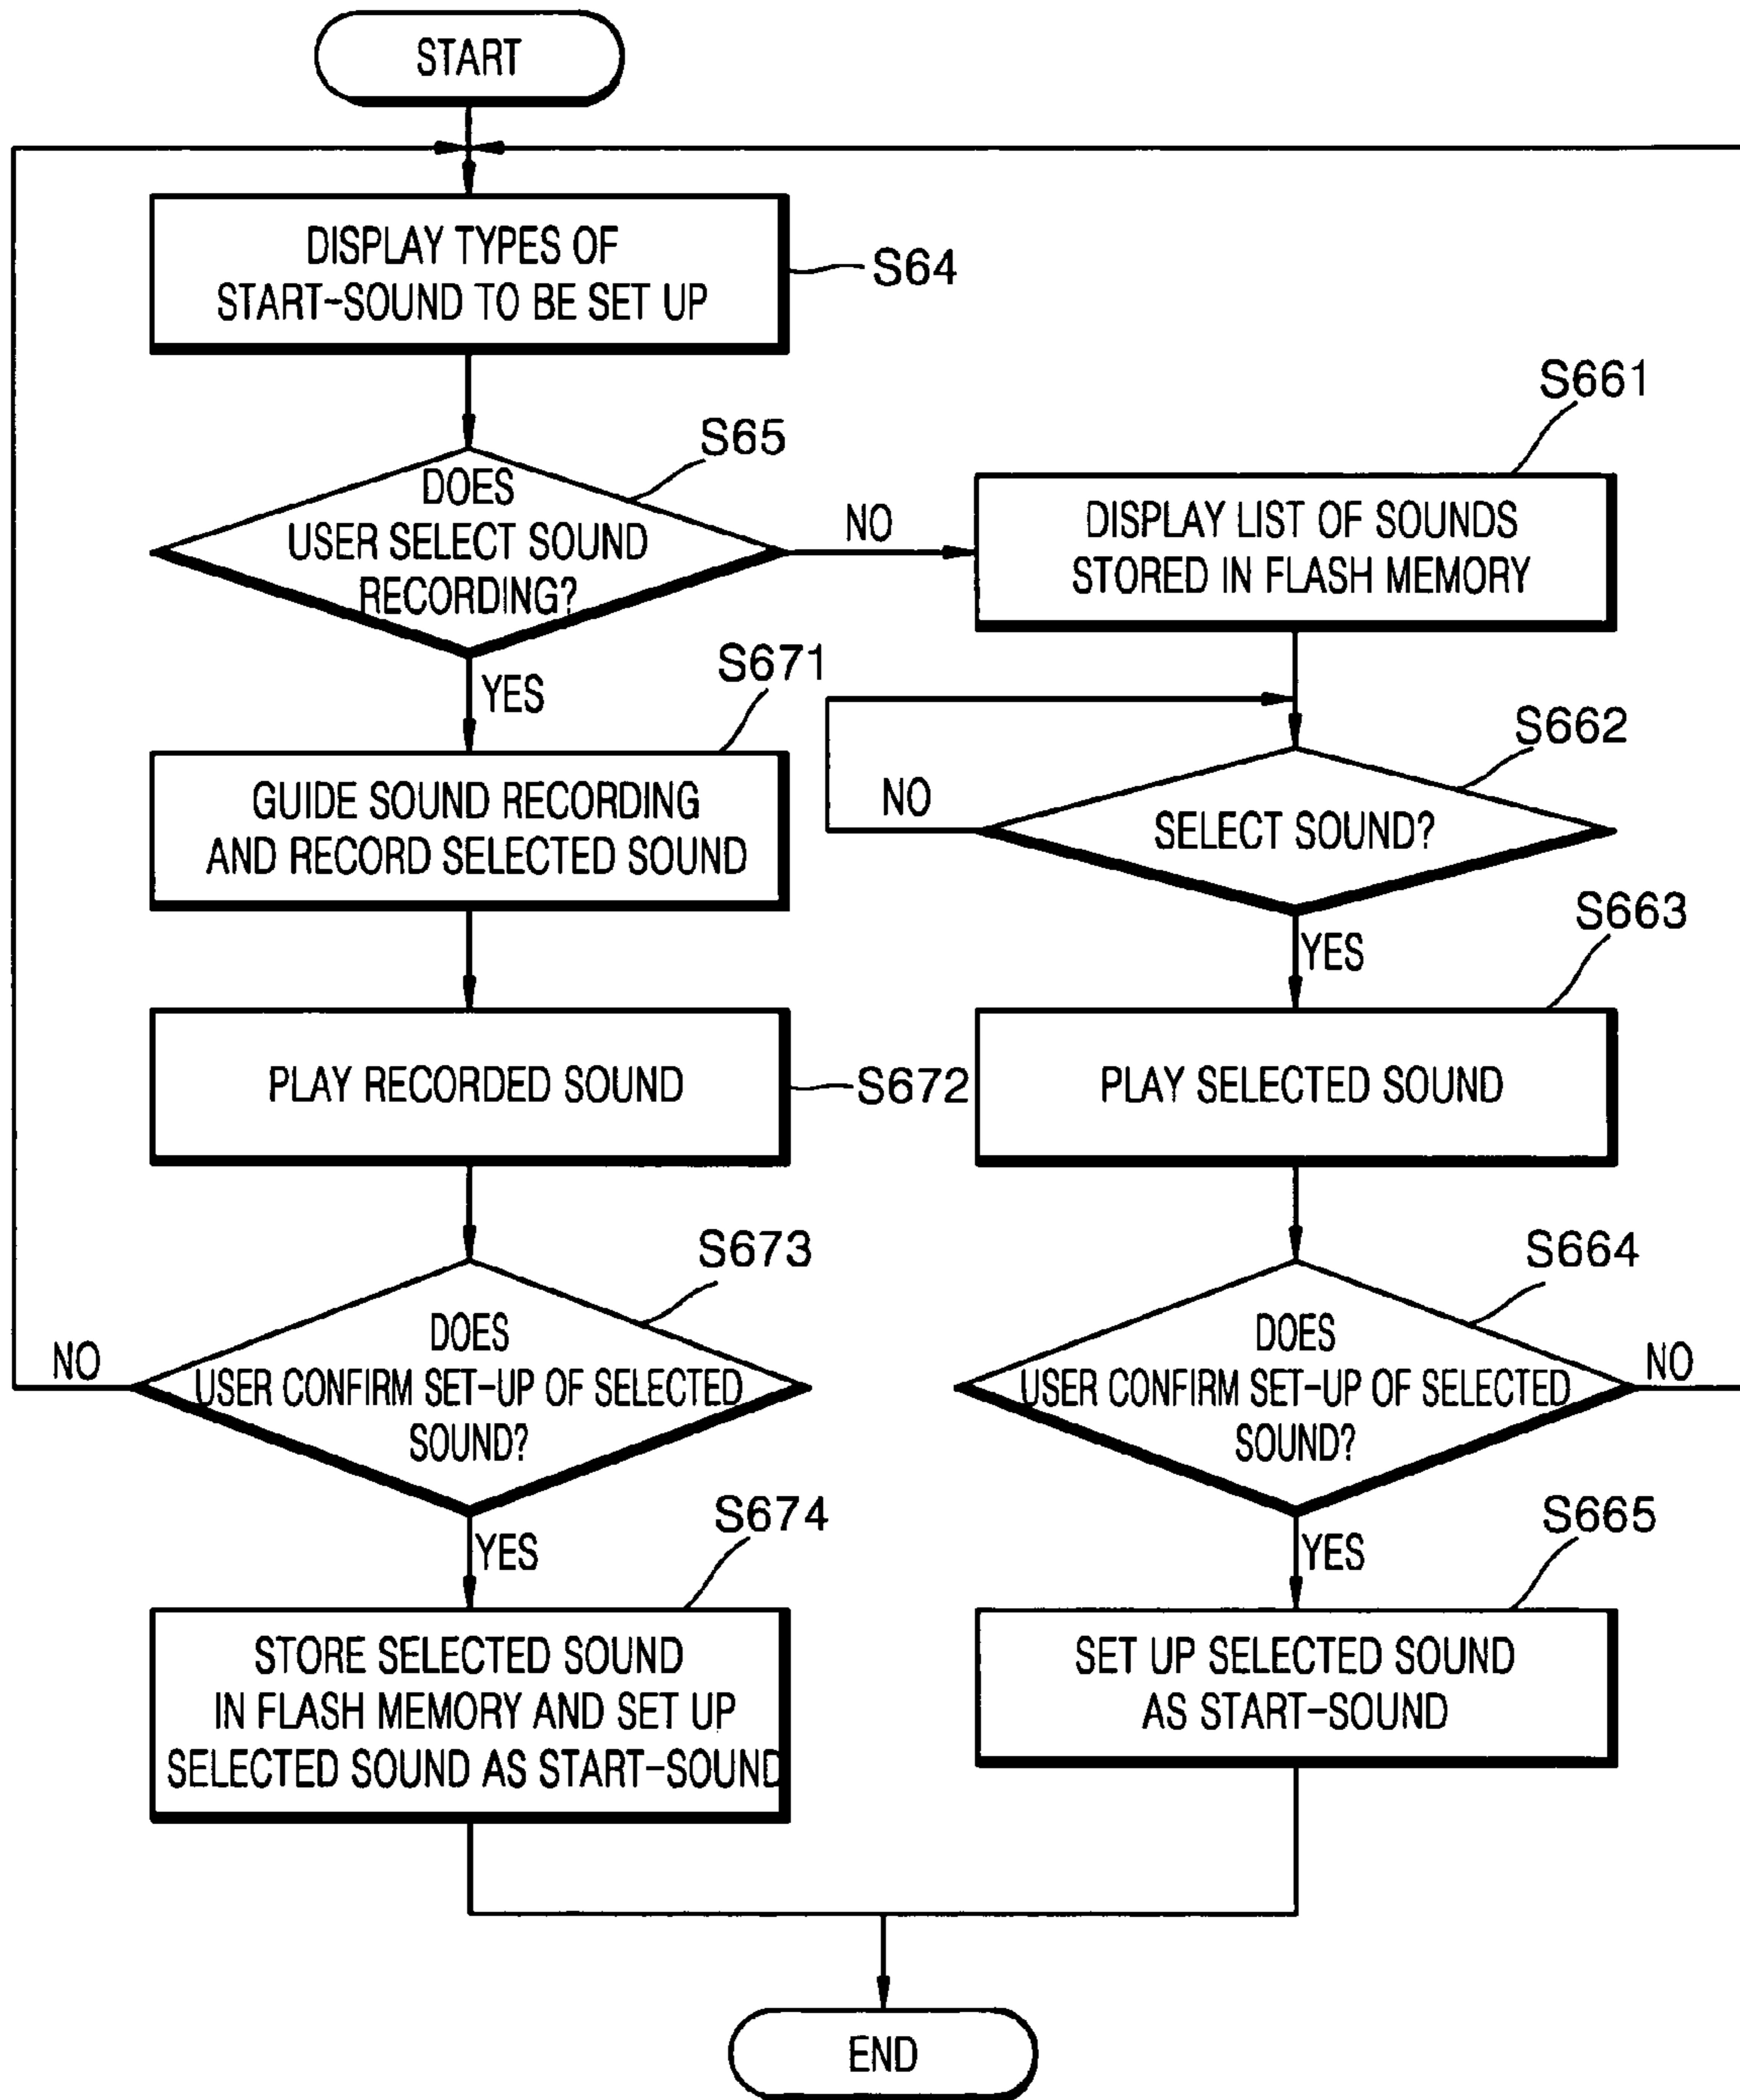 START
DISPLAY TYPES OF
START-SOUND TO BE SET UP
S64
S65
DOES
USER SELECT SOUND
RECORDING?
NO
YES
S661
DISPLAY LIST OF SOUNDS
STORED IN FLASH MEMORY
S671
GUIDE SOUND RECORDING
AND RECORD SELECTED SOUND
S662
SELECT SOUND?
NO
YES
PLAY RECORDED SOUND
S672
S663
PLAY SELECTED SOUND
S673
DOES
USER CONFIRM SET-UP OF SELECTED
SOUND?
NO
YES
S664
DOES
USER CONFIRM SET-UP OF SELECTED
SOUND?
NO
YES
S674
STORE SELECTED SOUND
IN FLASH MEMORY AND SET UP
SELECTED SOUND AS START-SOUND
S665
SET UP SELECTED SOUND
AS START-SOUND
END